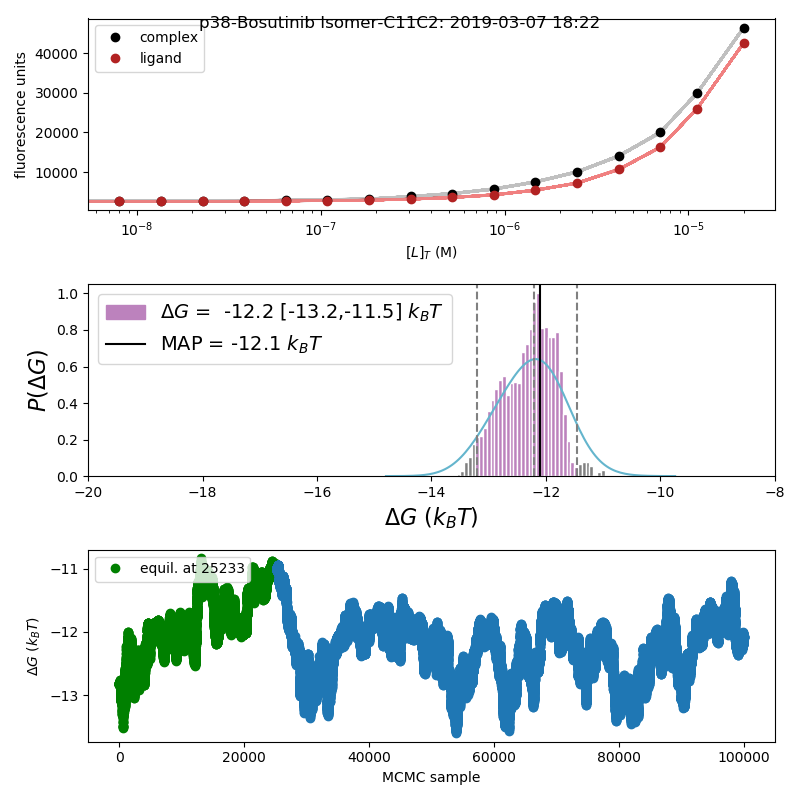 p38-Bosutinib Isomer-C11C2: 2019-03-07 18:22
complex
ligand
fluorescence units
40000
30000
20000
10000
10⁻⁸
10⁻⁷
10⁻⁶
10⁻⁵
[L]_T (M)
ΔG = -12.2 [-13.2,-11.5] k_BT
MAP = -12.1 k_BT
P(ΔG)
1.0
0.8
0.6
0.4
0.2
0.0
−20
−18
−16
−14
−12
−10
−8
ΔG (k_BT)
equil. at 25233
ΔG (k_BT)
−11
−12
−13
0
20000
40000
60000
80000
100000
MCMC sample